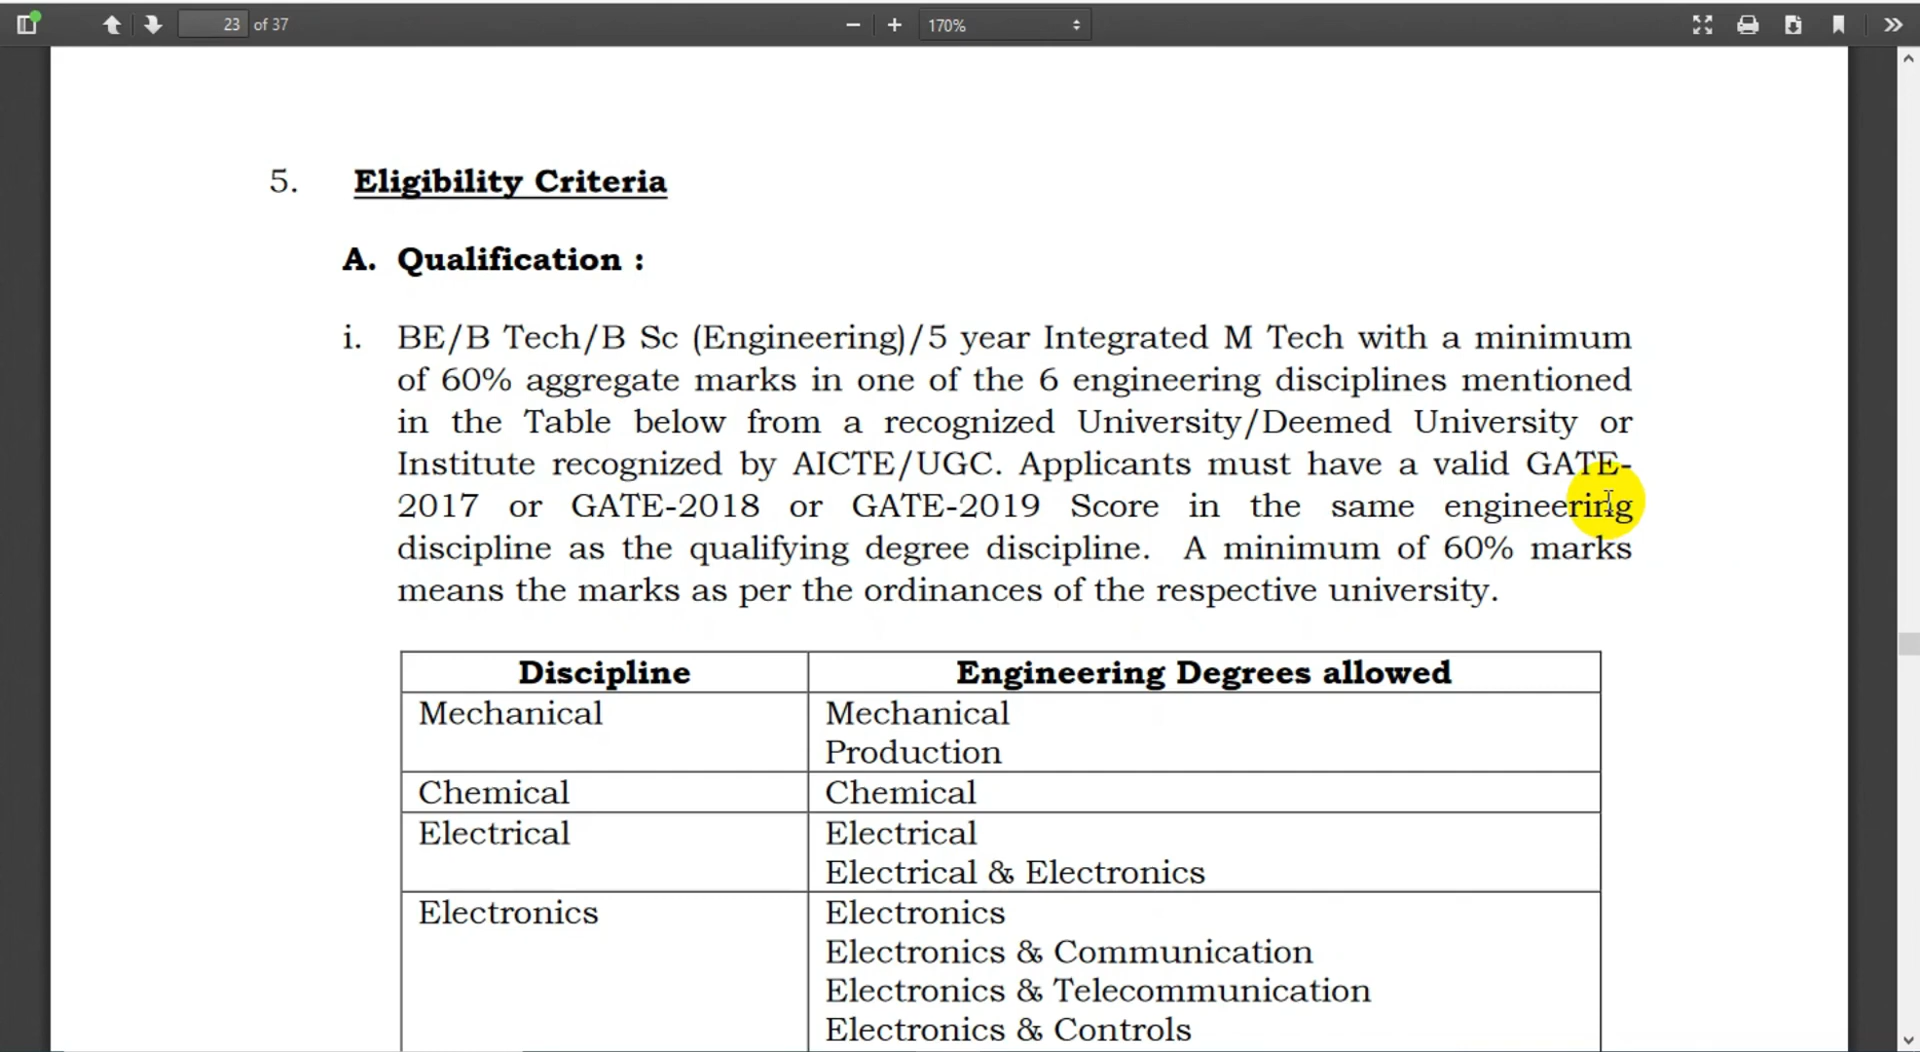 23 of 37
170%
5. Eligibility Criteria
A. Qualification :
i. BE/B Tech/B Sc (Engineering)/5 year Integrated M Tech with a minimum
of 60% aggregate marks in one of the 6 engineering disciplines mentioned
in the Table below from a recognized University/Deemed University or
Institute recognized by AICTE/UGC. Applicants must have a valid GATE-
2017 or GATE-2018 or GATE-2019 Score in the same engineering
discipline as the qualifying degree discipline. A minimum of 60% marks
means the marks as per the ordinances of the respective university.
Discipline Engineering Degrees allowed
Mechanical Mechanical
Production
Chemical Chemical
Electrical Electrical
Electrical & Electronics
Electronics Electronics
Electronics & Communication
Electronics & Telecommunication
Electronics & Controls